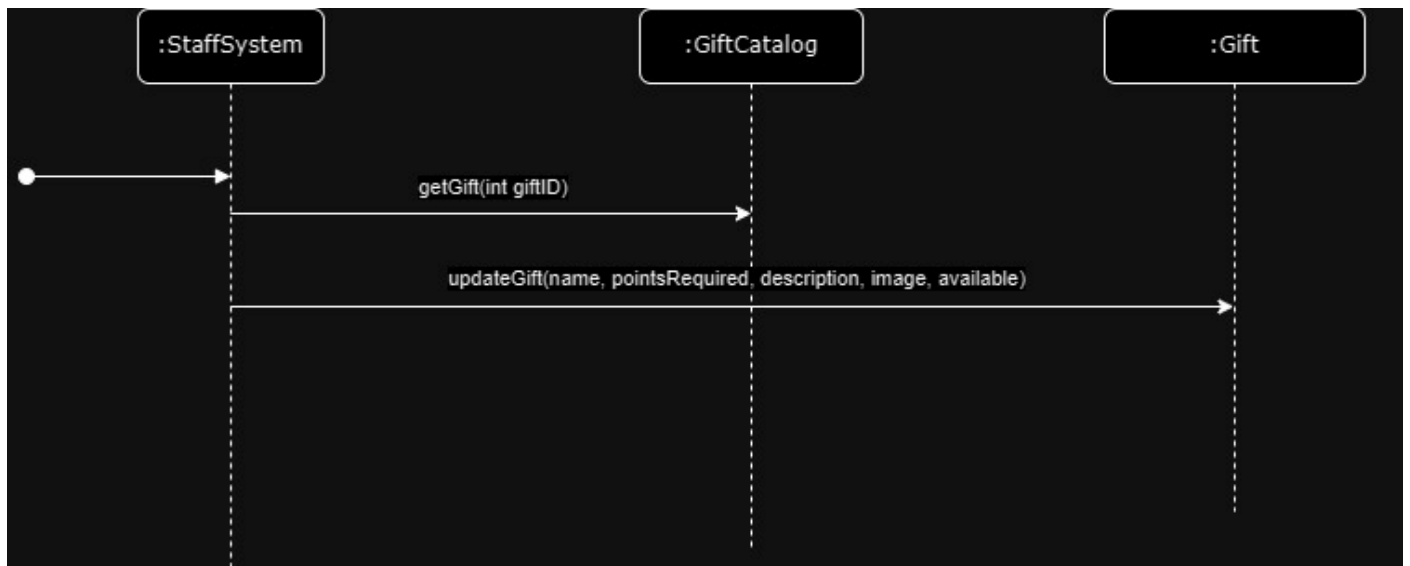 :StaffSystem
:GiftCatalog
:Gift
getGift(int giftID)
updateGift(name, pointsRequired, description, image, available)